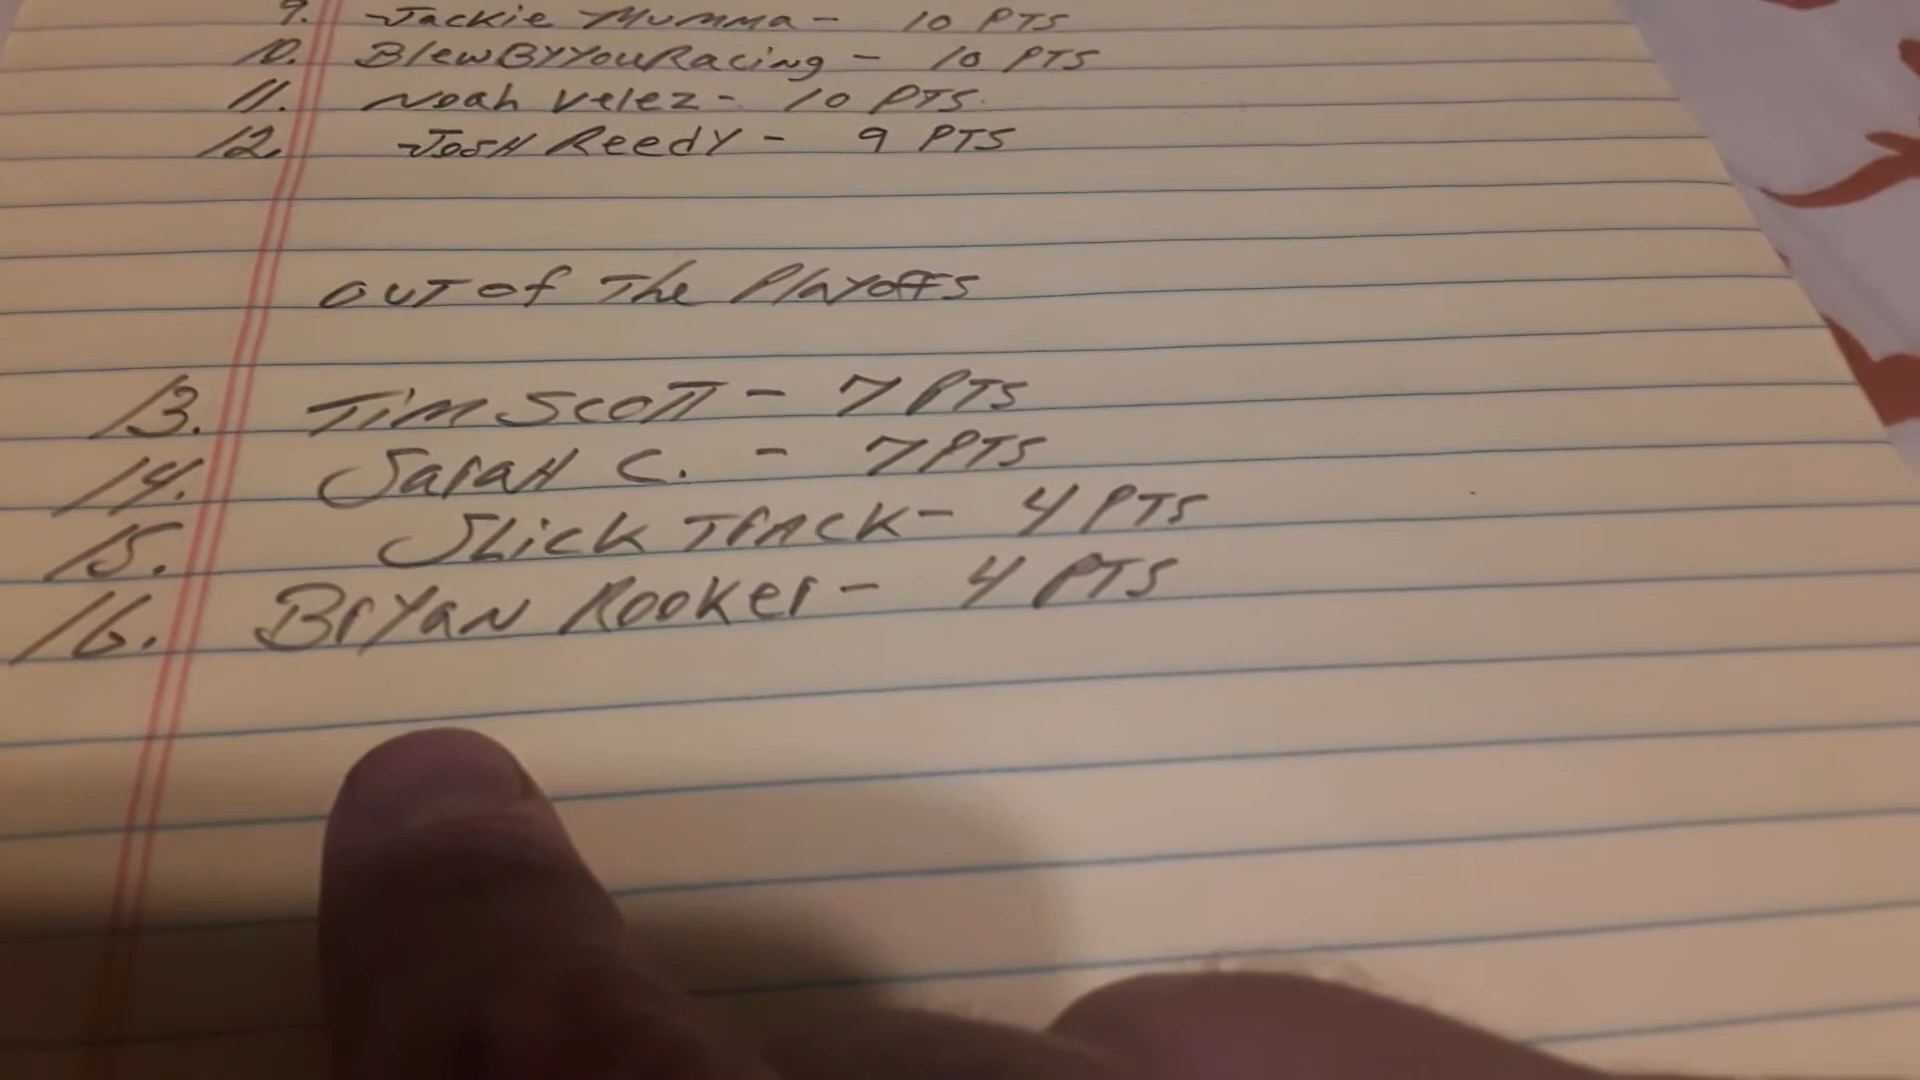 9. Jackie Mumma - 10 PTS
10. BlewBYYouRacing - 10 PTS
11. Noah Velez - 10 PTS.
12. JosH ReedY - 9 PTS
OUT of The PlayoffS
13. TiM SCOTT - 7 PTS
14. SaraH C. - 7 PTS
15. SLick TrACK - 4 PTS
16. BrYaN Rooker - 4 PTS